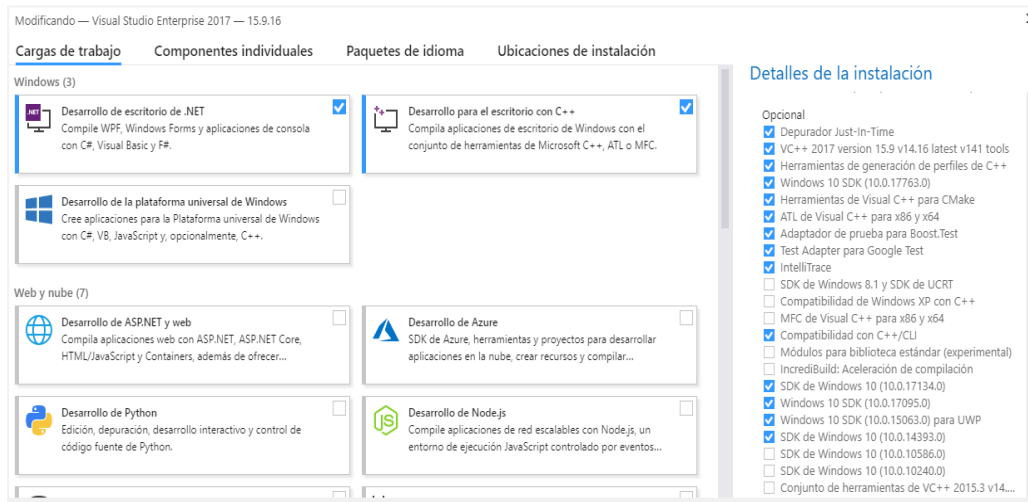 Modificando — Visual Studio Enterprise 2017 — 15.9.16
Cargas de trabajo
Componentes individuales
Paquetes de idioma
Ubicaciones de instalación
Windows (3)
.NET
Desarrollo de escritorio de .NET
Compile WPF, Windows Forms y aplicaciones de consola
con C#, Visual Basic y F#.
Desarrollo para el escritorio con C++
Compila aplicaciones de escritorio de Windows con el
conjunto de herramientas de Microsoft C++, ATL o MFC.
Desarrollo de la plataforma universal de Windows
Cree aplicaciones para la Plataforma universal de Windows
con C#, VB, JavaScript y, opcionalmente, C++.
Web y nube (7)
Desarrollo de ASP.NET y web
Compila aplicaciones web con ASP.NET, ASP.NET Core,
HTML/JavaScript y Containers, además de ofrecer...
Desarrollo de Azure
SDK de Azure, herramientas y proyectos para desarrollar
aplicaciones en la nube, crear recursos y compilar...
Desarrollo de Python
Edición, depuración, desarrollo interactivo y control de
código fuente de Python.
JS
Desarrollo de Node.js
Compile aplicaciones de red escalables con Node.js, un
entorno de ejecución JavaScript controlado por eventos...
Detalles de la instalación
Opcional
Depurador Just-In-Time
VC++ 2017 version 15.9 v14.16 latest v141 tools
Herramientas de generación de perfiles de C++
Windows 10 SDK (10.0.17763.0)
Herramientas de Visual C++ para CMake
ATL de Visual C++ para x86 y x64
Adaptador de prueba para Boost.Test
Test Adapter para Google Test
IntelliTrace
SDK de Windows 8.1 y SDK de UCRT
Compatibilidad de Windows XP con C++
MFC de Visual C++ para x86 y x64
Compatibilidad con C++/CLI
Módulos para biblioteca estándar (experimental)
IncrediBuild: Aceleración de compilación
SDK de Windows 10 (10.0.17134.0)
Windows 10 SDK (10.0.17095.0)
Windows 10 SDK (10.0.15063.0) para UWP
SDK de Windows 10 (10.0.14393.0)
SDK de Windows 10 (10.0.10586.0)
SDK de Windows 10 (10.0.10240.0)
Conjunto de herramientas de VC++ 2015.3 v14....